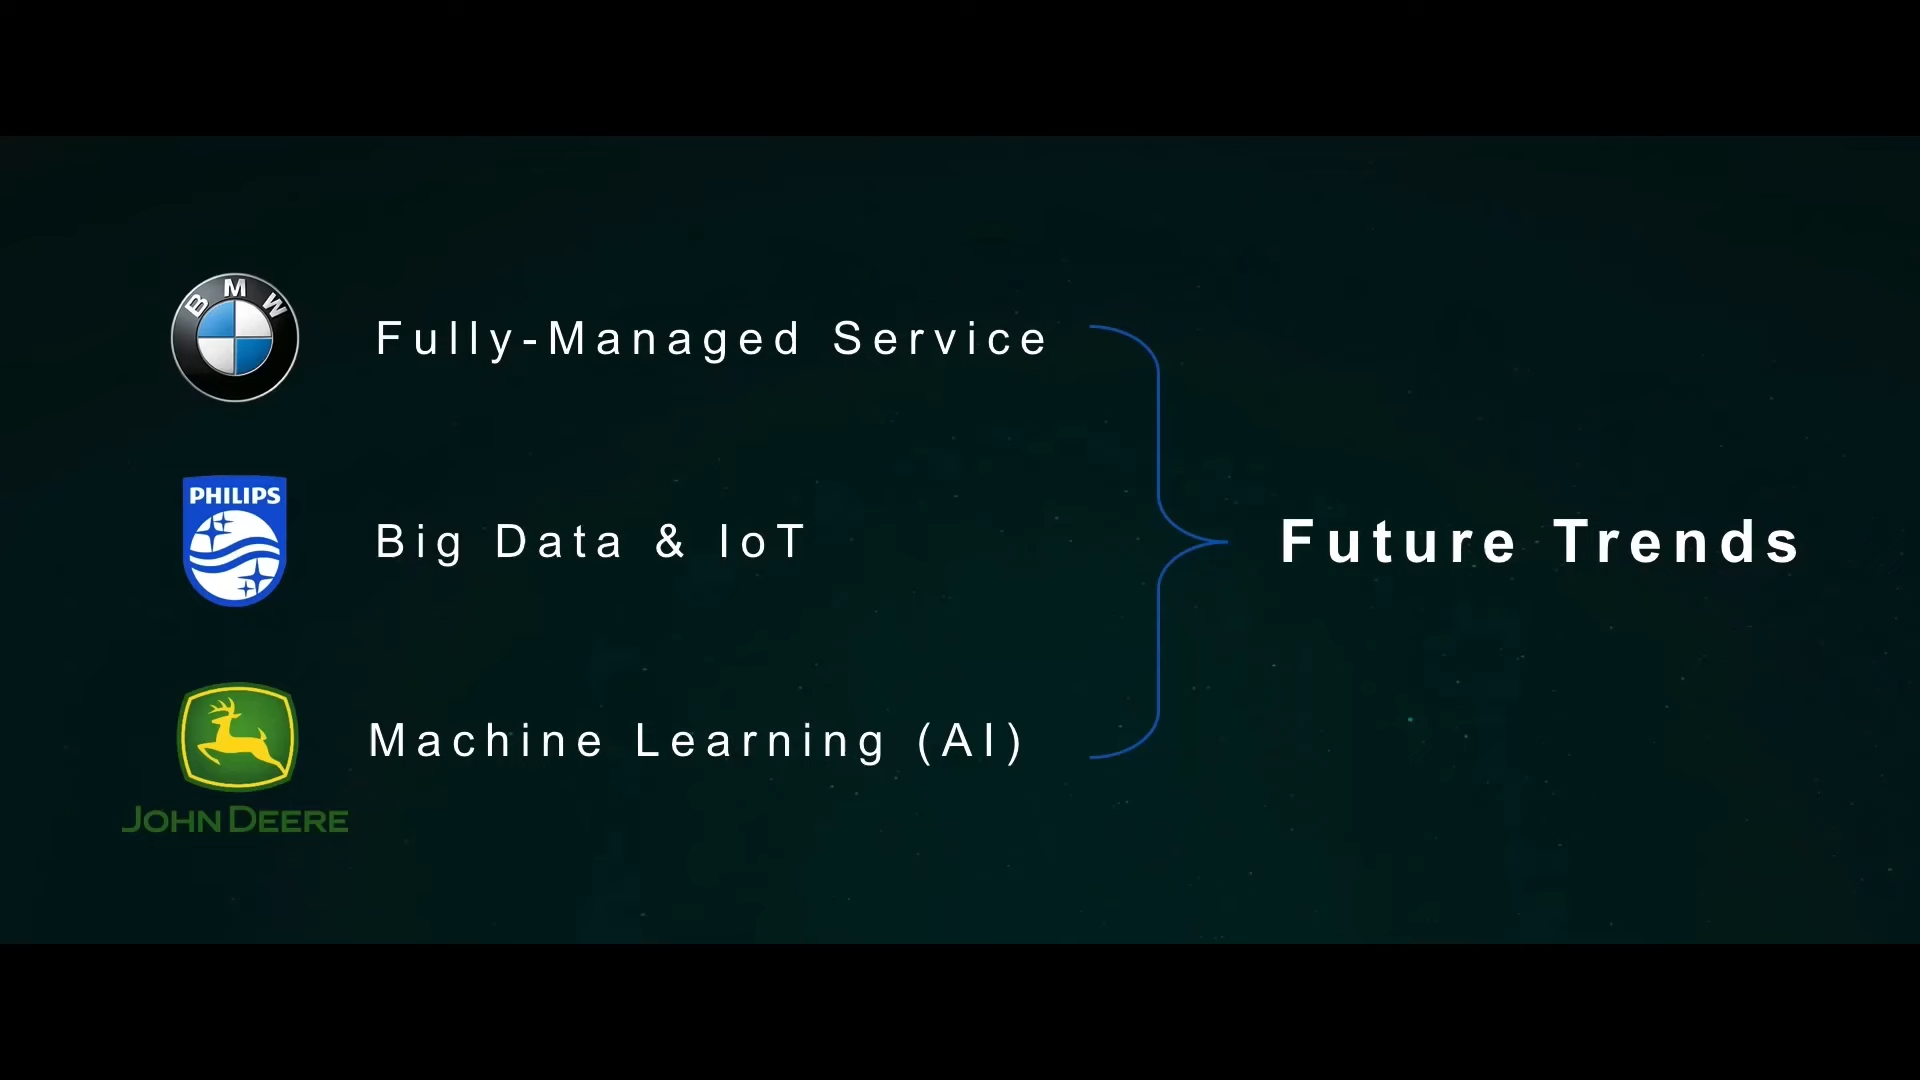 BMW
Fully-Managed Service
PHILIPS
Big Data & IoT
Future Trends
Machine Learning (AI)
JOHN DEERE